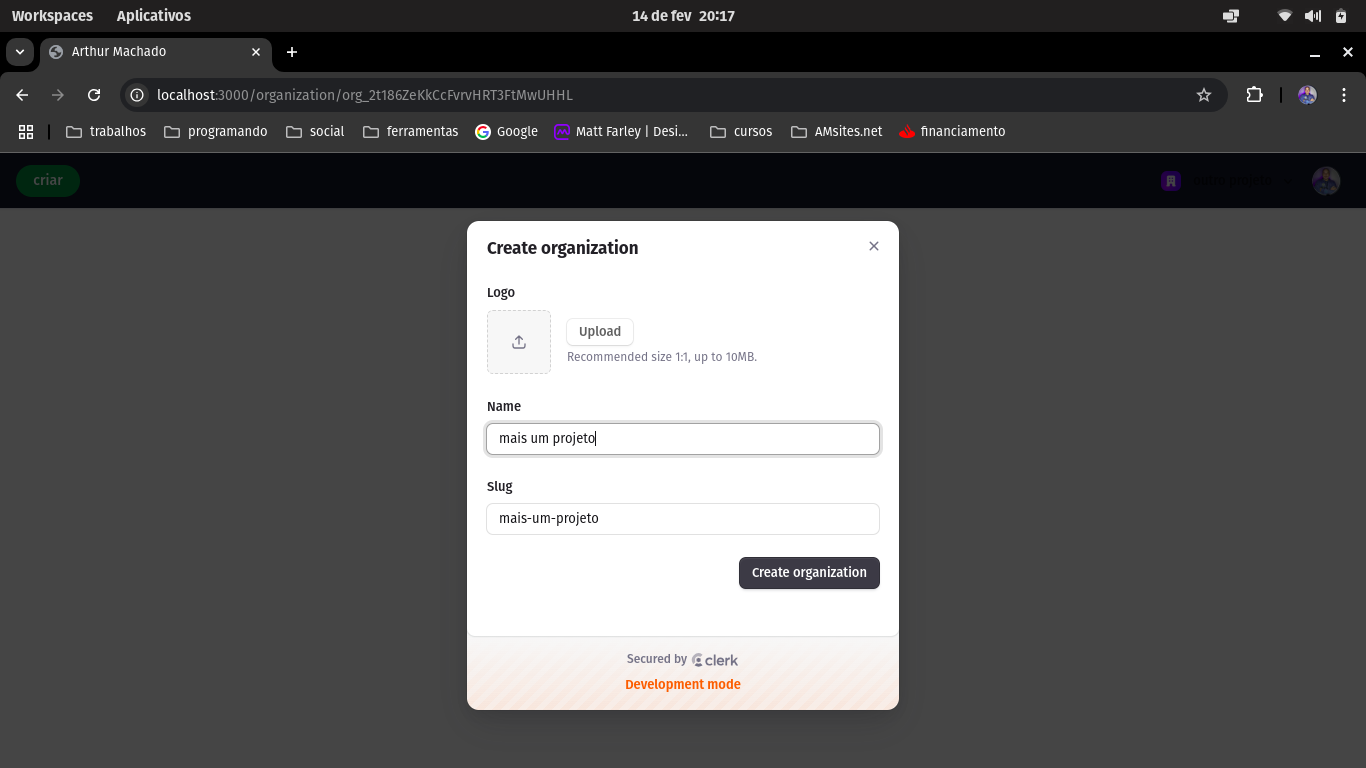 Workspaces Aplicativos 14 de fev 20:17
Arthur Machado
localhost:3000/organization/org_2t186ZeKkCcFvrvHRT3FtMwUHHL
trabalhos programando social ferramentas Google Matt Farley | Desi... cursos AMsites.net financiamento
criar
Create organization
Logo
Upload
Recommended size 1:1, up to 10MB.
Name
mais um projeto
Slug
mais-um-projeto
Create organization
Secured by clerk
Development mode